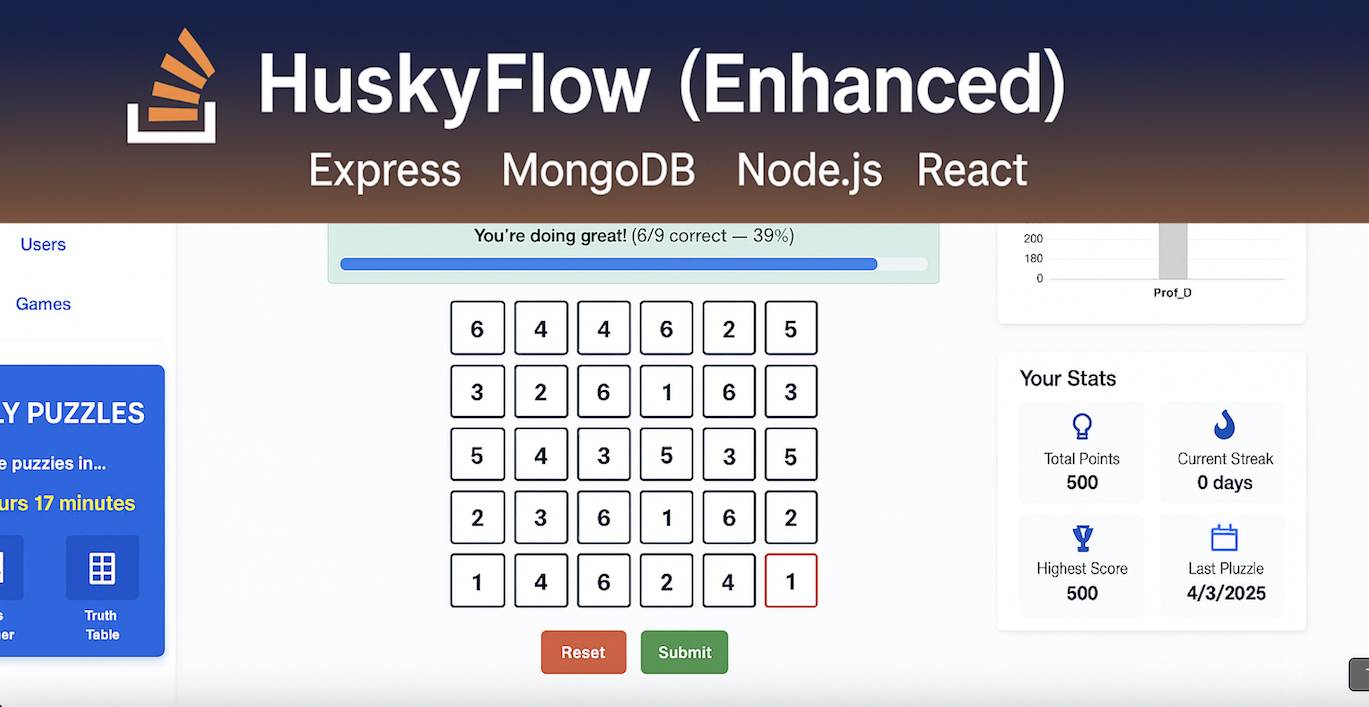 HuskyFlow (Enhanced)
Express MongoDB Node.js React
Users
Games
LY PUZZLES
e puzzles in...
urs 17 minutes
s
er
Truth
Table
You're doing great! (6/9 correct — 39%)
6 4 4 6 2 5
3 2 6 1 6 3
5 4 3 5 3 5
2 3 6 1 6 2
1 4 6 2 4 1
Reset Submit
200
180
0
Prof_D
Your Stats
Total Points
500
Current Streak
0 days
Highest Score
500
Last Pluzzle
4/3/2025